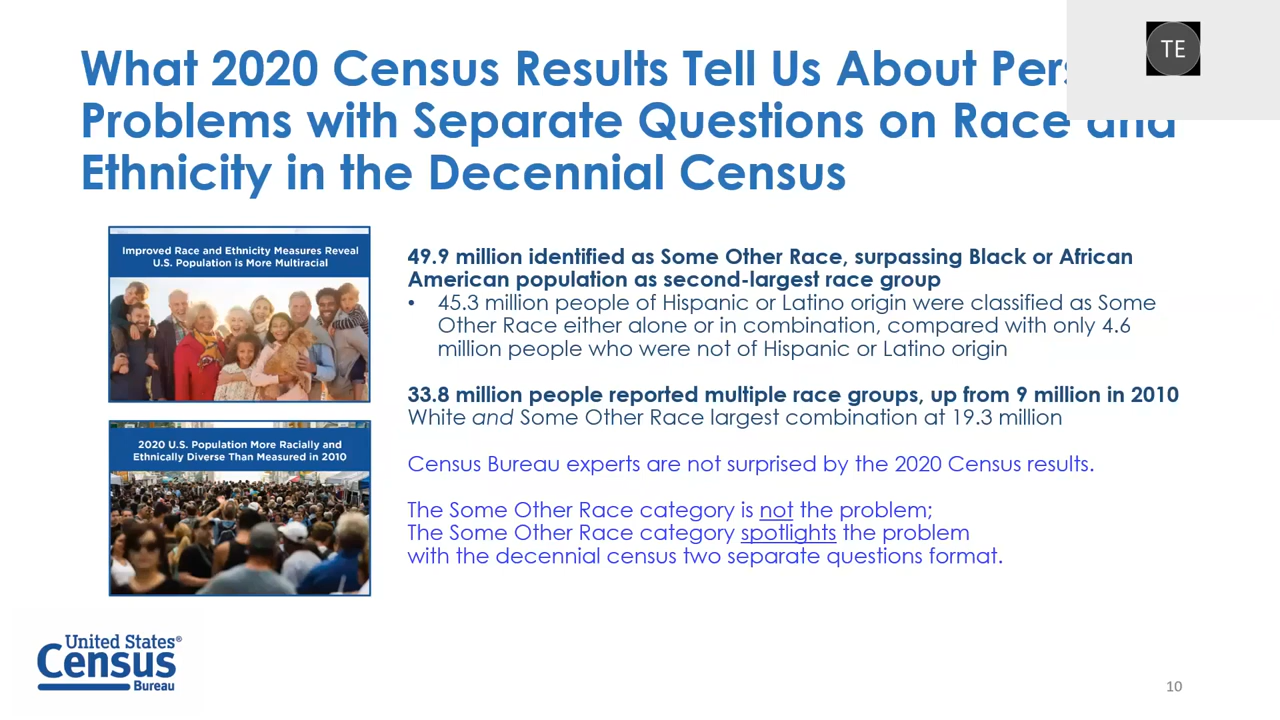 TE
What 2020 Census Results Tell Us About
Problems with Separate Questions on Race and
Ethnicity in the Decennial Census
Improved Race and Ethnicity Measures Reveal
U.S. Population is More Multiracial
49.9 million identified as Some Other Race, surpassing Black or African
American population as second-largest race group
• 45.3 million people of Hispanic or Latino origin were classified as Some
Other Race either alone or in combination, compared with only 4.6
million people who were not of Hispanic or Latino origin
33.8 million people reported multiple race groups, up from 9 million in 2010
White and Some Other Race largest combination at 19.3 million
2020 U.S. Population More Racially and
Ethnically Diverse Than Measured in 2010
Census Bureau experts are not surprised by the 2020 Census results.
The Some Other Race category is not the problem;
The Some Other Race category spotlights the problem
with the decennial census two separate questions format.
United States®
Census
Bureau
10